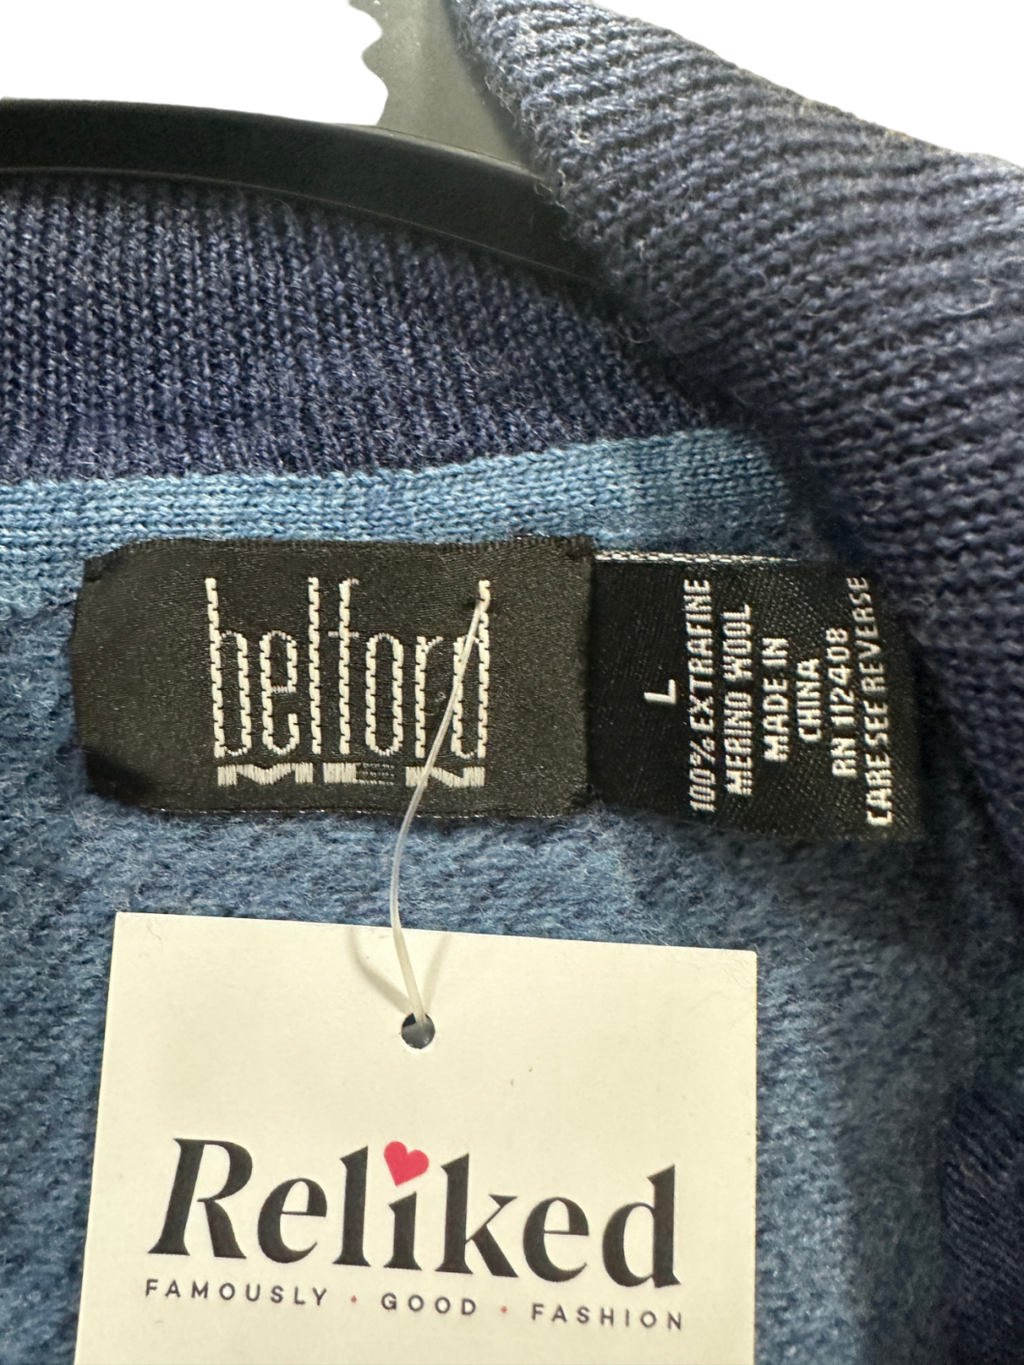 belford
MEN
L
100% EXTRAFINE
MERINO WOOL
MADE IN
CHINA
RN 112408
CARE SEE REVERSE
Reliked
FAMOUSLY · GOOD · FASHION